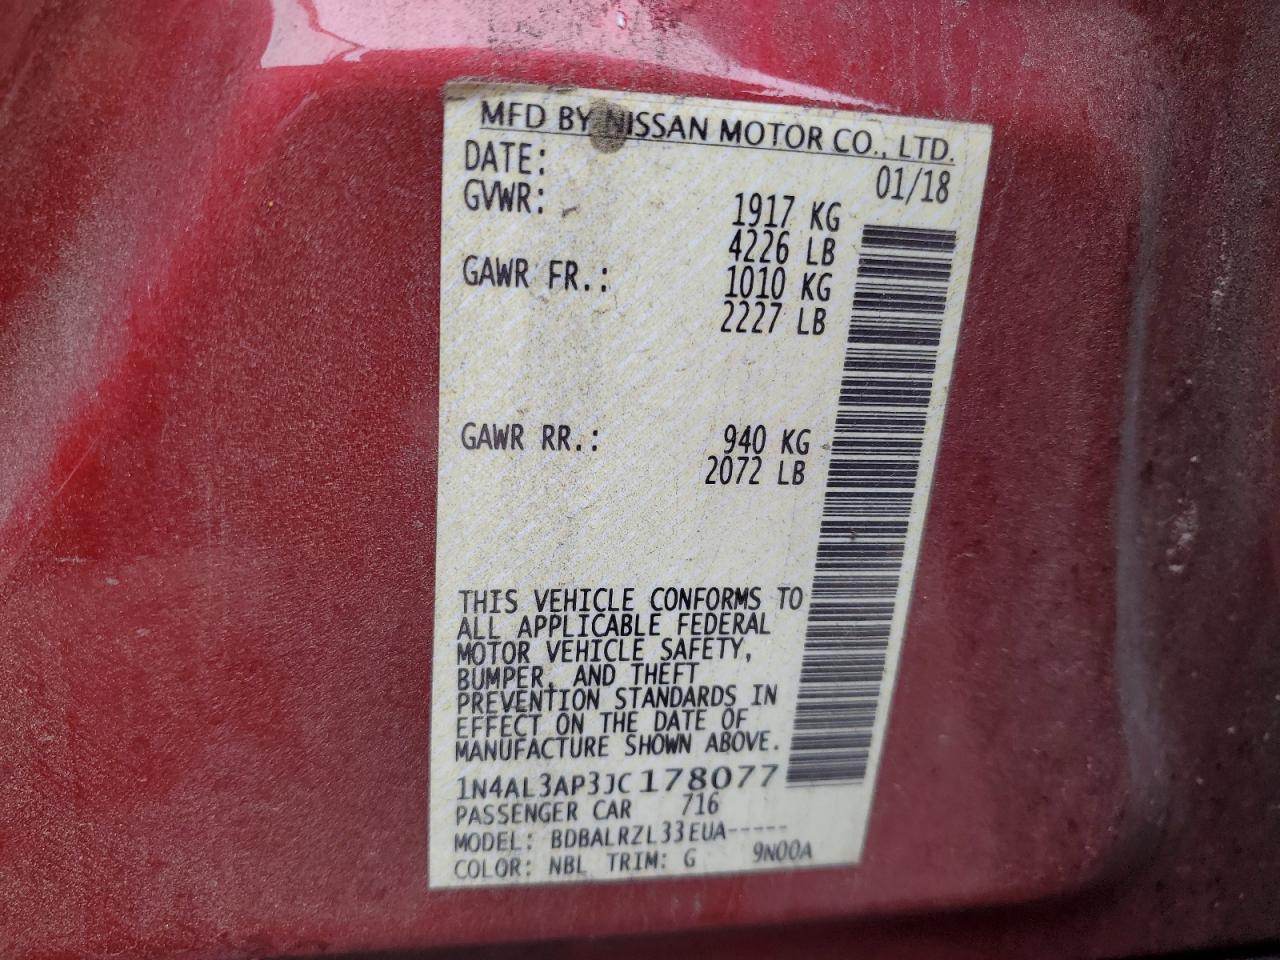 MFD BY NISSAN MOTOR CO., LTD.
DATE: 01/18
GVWR: 1917 KG
4226 LB
GAWR FR.: 1010 KG
2227 LB
GAWR RR.: 940 KG
2072 LB
THIS VEHICLE CONFORMS TO
ALL APPLICABLE FEDERAL
MOTOR VEHICLE SAFETY,
BUMPER, AND THEFT
PREVENTION STANDARDS IN
EFFECT ON THE DATE OF
MANUFACTURE SHOWN ABOVE.
1N4AL3AP3JC178077
PASSENGER CAR 716
MODEL: BDBALRZL33EUA-----
COLOR: NBL TRIM: G 9N00A